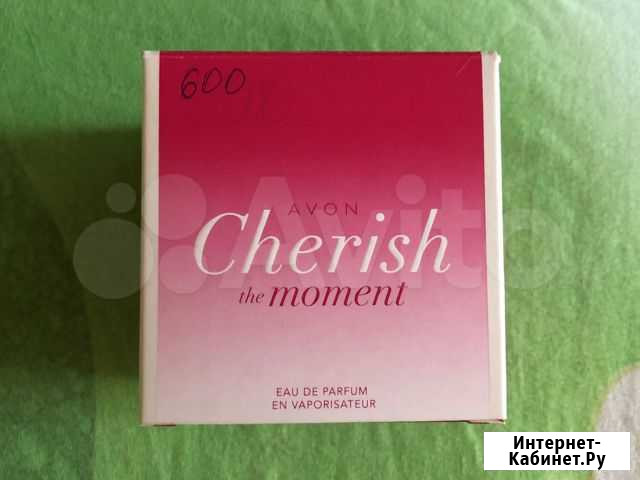 600
AVON
Avito
Cherish
the moment
EAU DE PARFUM
EN VAPORISATEUR
Интернет-
Кабинет.Ру